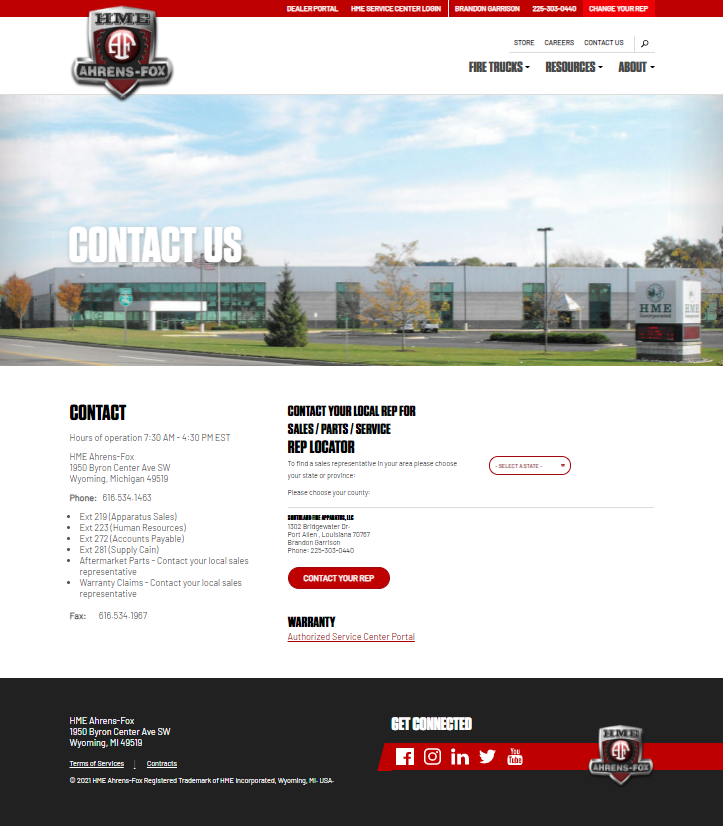 DEALER PORTAL HME SERVICE CENTER LOGIN BRANDON GARRISON 225-303-0440 CHANGE YOUR REP
HME
AHRENS-FOX
STORE CAREERS CONTACT US
FIRE TRUCKS RESOURCES ABOUT
CONTACT US
HME
Incorporated
CONTACT
Hours of operation 7:30 AM - 4:30 PM EST
HME Ahrens-Fox
1950 Byron Center Ave SW
Wyoming, Michigan 49519
Phone: 616.534.1463
Ext 219 (Apparatus Sales)
Ext 223 (Human Resources)
Ext 272 (Accounts Payable)
Ext 281 (Supply Cain)
Aftermarket Parts - Contact your local sales
representative
Warranty Claims - Contact your local sales
representative
Fax: 616.534.1967
CONTACT YOUR LOCAL REP FOR
SALES / PARTS / SERVICE
REP LOCATOR
To find a sales representative in your area please choose
your state or province:
- SELECT A STATE -
Please choose your county:
SOUTHLAND FIRE APPARATUS, LLC
1302 Bridgewater Dr.
Port Allen , Louisiana 70767
Brandon Garrison
Phone: 225-303-0440
CONTACT YOUR REP
WARRANTY
Authorized Service Center Portal
HME Ahrens-Fox
1950 Byron Center Ave SW
Wyoming, MI 49519
Terms of Services | Contracts
© 2021 HME Ahrens-Fox Registered Trademark of HME Incorporated, Wyoming, MI. USA.
GET CONNECTED
You
Tube
HME
AHRENS-FOX